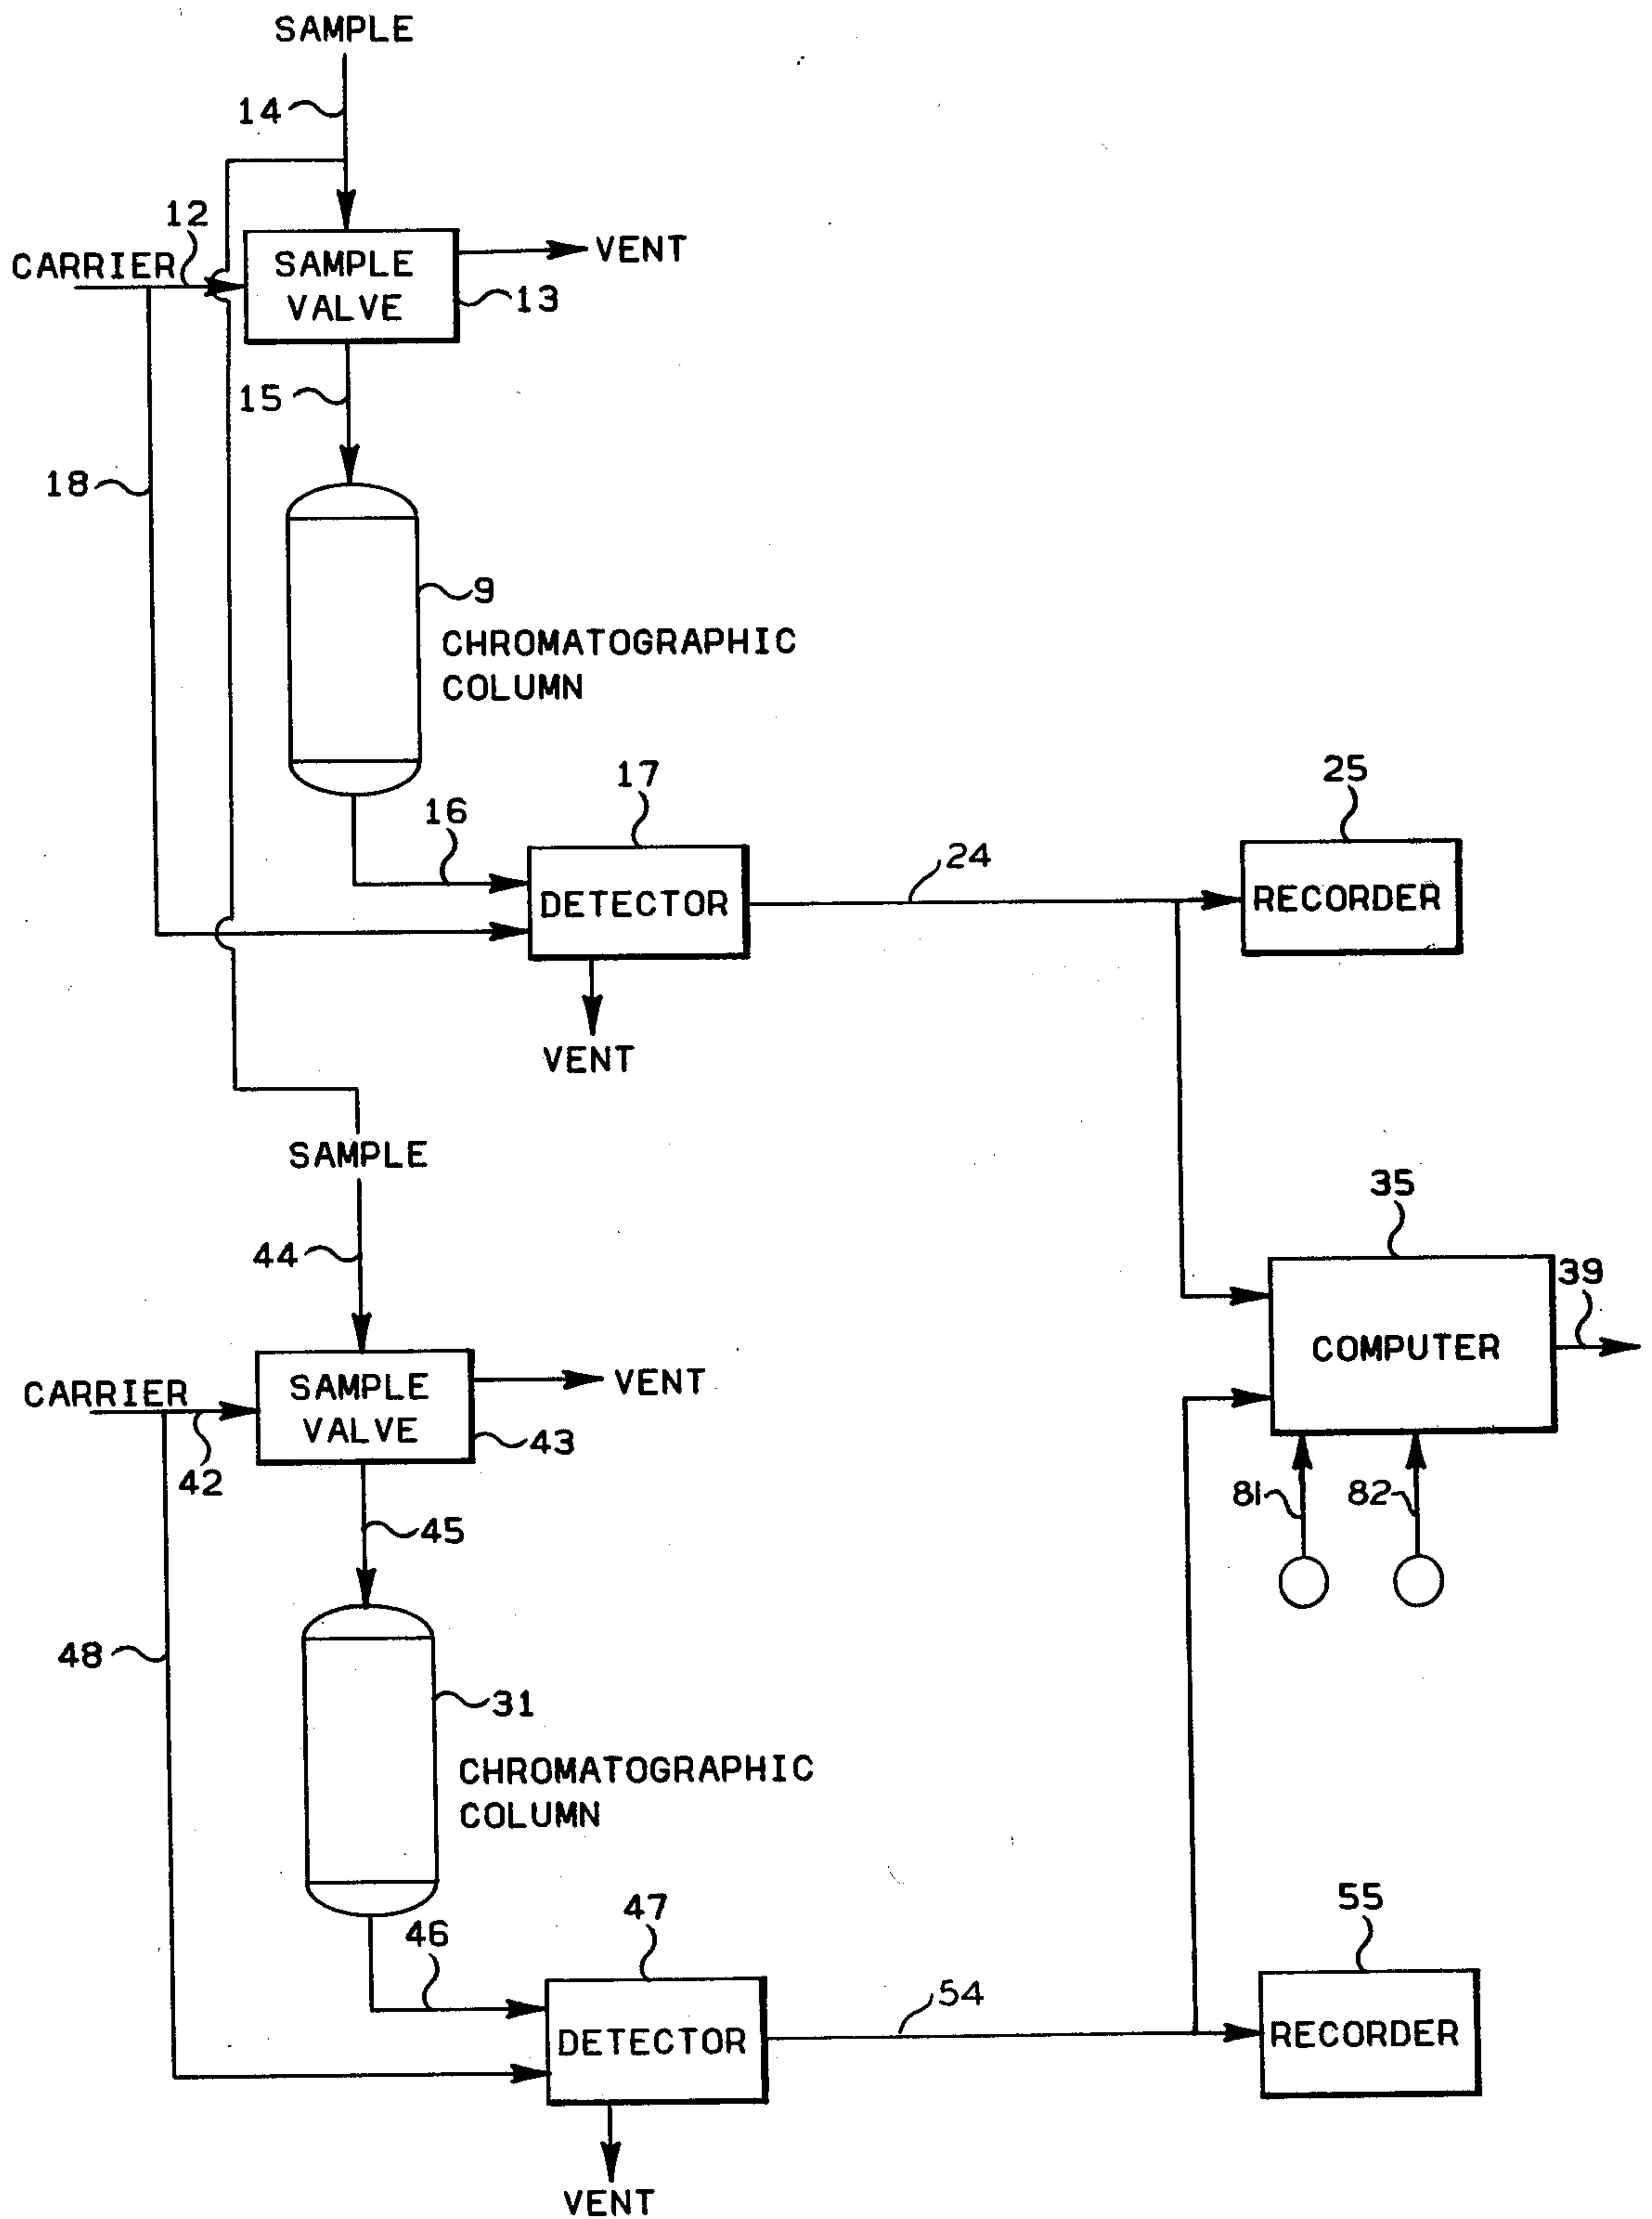 SAMPLE
14
12
CARRIER
SAMPLE
VALVE
VENT
13
15
18
9
CHROMATOGRAPHIC
COLUMN
17
25
16
24
DETECTOR
RECORDER
VENT
SAMPLE
35
44
39
COMPUTER
CARRIER
SAMPLE
VALVE
VENT
43
42
81
82
45
48
31
CHROMATOGRAPHIC
COLUMN
47
55
46
54
DETECTOR
RECORDER
VENT